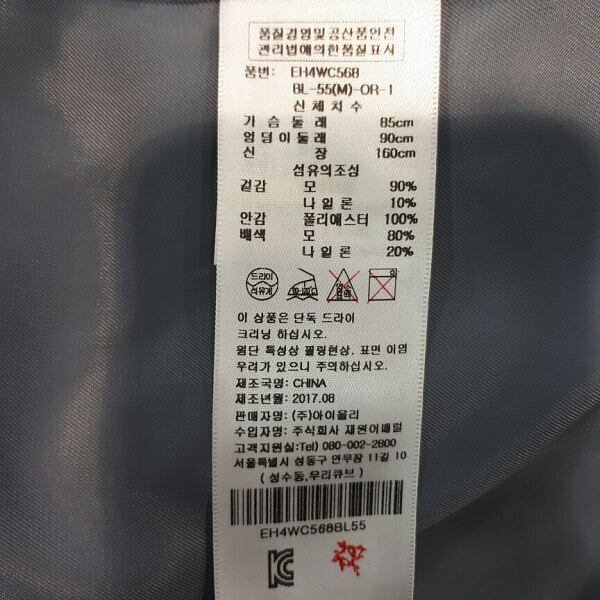 품질경영및공산품안전
관리법에의한품질표시
품번: EH4WC568
BL-55(M)-OR-1
신체치수
가슴둘레 85cm
엉덩이둘레 90cm
신장 160cm
섬유의조성
겉감 모 90%
나일론 10%
안감 폴리에스터 100%
배색 모 80%
나일론 20%
드라이
석유계
이 상품은 단독 드라이
크리닝 하십시오.
원단 특성상 필링현상, 표면 이염
우려가 있으니 주의하십시오.
제조국명: CHINA
제조년월: 2017.08
판매자명: (주)아이올리
수입자명: 주식회사 재원어패럴
고객지원실:Tel) 080-002-2800
서울특별시 성동구 연무장 11길 10
(성수동,우리큐브)
EH4WC568BL55